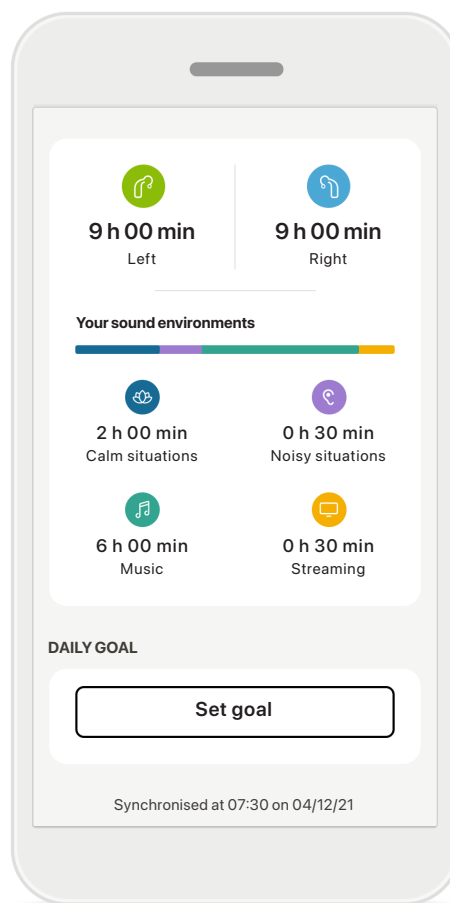 9 h 00 min
Left
9 h 00 min
Right
Your sound environments
2 h 00 min
Calm situations
0 h 30 min
Noisy situations
6 h 00 min
Music
0 h 30 min
Streaming
DAILY GOAL
Set goal
Synchronised at 07:30 on 04/12/21